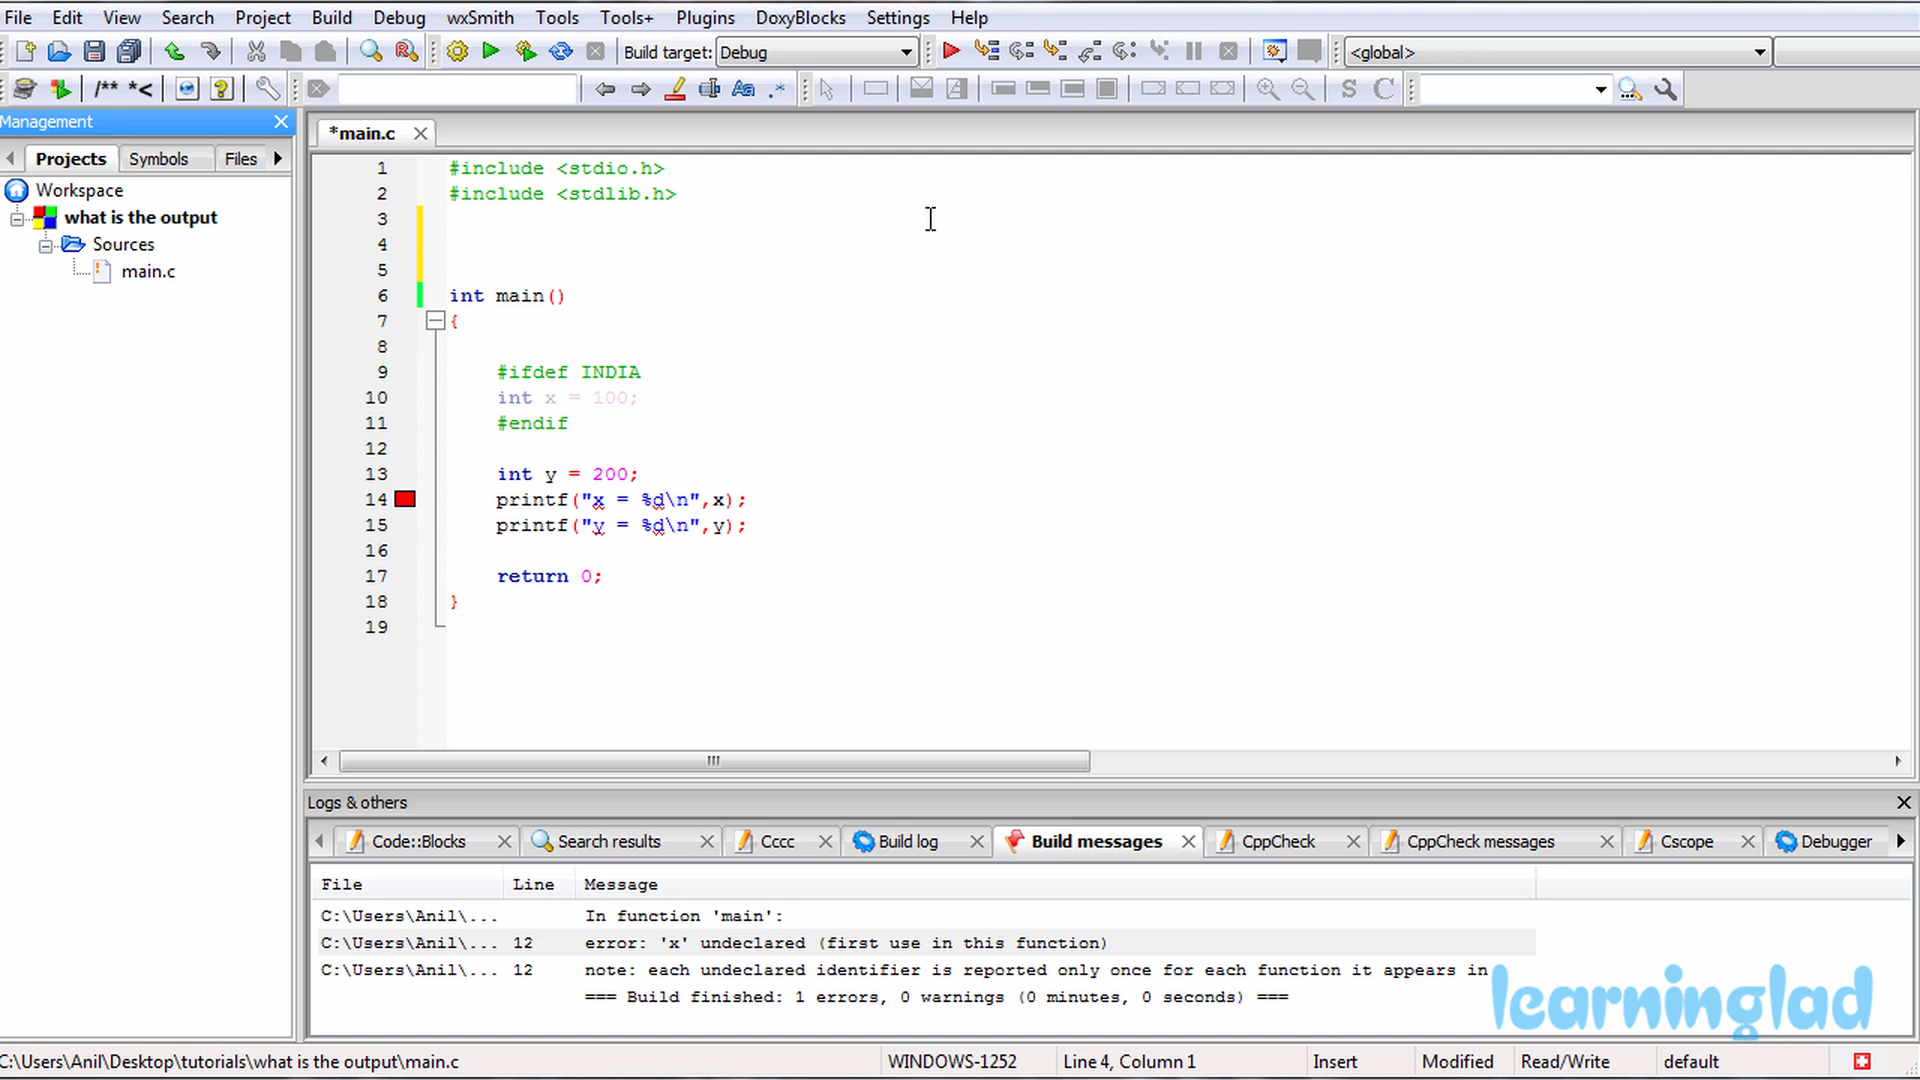 File Edit View Search Project Build Debug wxSmith Tools Tools+ Plugins DoxyBlocks Settings Help
Build target: Debug <global>
/** *<
Management
*main.c
Projects Symbols Files
Workspace
what is the output
Sources
main.c
1 #include <stdio.h>
2 #include <stdlib.h>
3
4
5
6 int main()
7 {
8
9 #ifdef INDIA
10 int x = 100;
11 #endif
12
13 int y = 200;
14 printf("x = %d\n",x);
15 printf("y = %d\n",y);
16
17 return 0;
18 }
19
Logs & others
Code::Blocks Search results Cccc Build log Build messages CppCheck CppCheck messages Cscope Debugger
File Line Message
C:\Users\Anil\... In function 'main':
C:\Users\Anil\... 12 error: 'x' undeclared (first use in this function)
C:\Users\Anil\... 12 note: each undeclared identifier is reported only once for each function it appears in
=== Build finished: 1 errors, 0 warnings (0 minutes, 0 seconds) ===
learninglad
C:\Users\Anil\Desktop\tutorials\what is the output\main.c WINDOWS-1252 Line 4, Column 1 Insert Modified Read/Write default